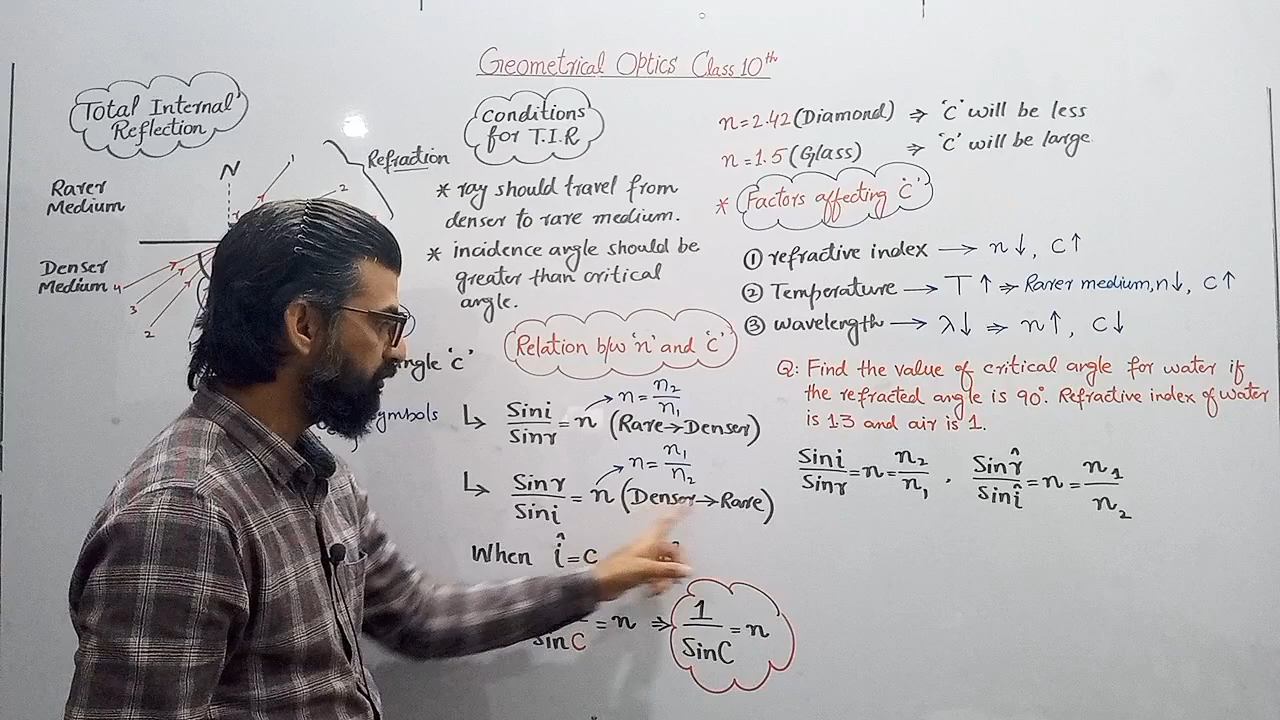 Geometrical Optics Class 10th
Total Internal
Reflection
N
1
2
Refraction
Rarer
Medium
Denser
Medium
4
3
2
angle 'c'
symbols
Conditions
for T.I.R
* ray should travel from
denser to rare medium.
* incidence angle should be
greater than critical
angle.
Relation b/w 'n' and 'c'
↳ Sini/Sinr = n (Rare→Denser)
→ n = n₂/n₁
↳ Sinr/Sini = n (Denser→Rare)
→ n = n₁/n₂
When î = c
SinC = n ⇒ 1/SinC = n
n = 2.42 (Diamond) ⇒ 'c' will be less
n = 1.5 (Glass) ⇒ 'c' will be large.
* Factors affecting 'c'
① refractive index → n↓, c↑
② Temperature → T↑ ⇒ Rarer medium, n↓, c↑
③ wavelength → λ↓ ⇒ n↑, c↓
Q: Find the value of critical angle for water if
the refracted angle is 90°. Refractive index of water
is 1.3 and air is 1.
Sini/Sinr = n = n₂/n₁ , Sinr̂/Sinî = n = n₁/n₂